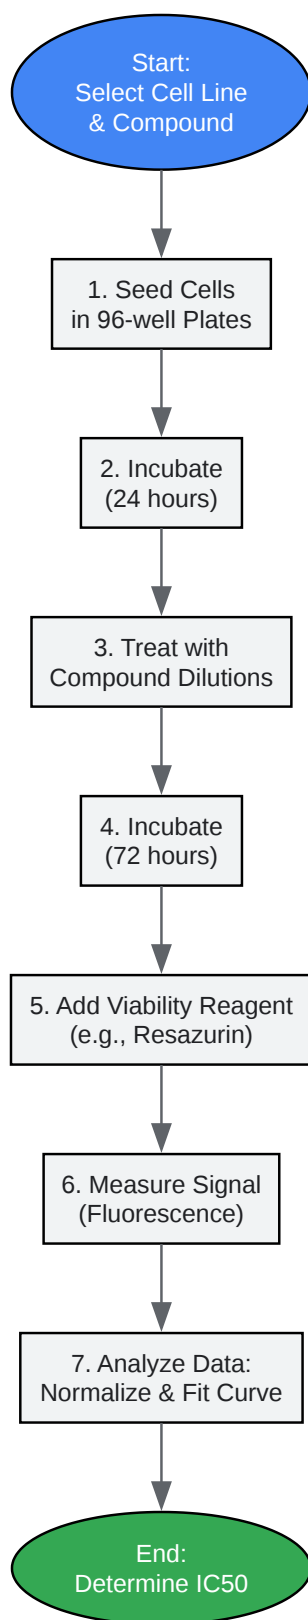 Start:
Select Cell Line
& Compound
1. Seed Cells
in 96-well Plates
2. Incubate
(24 hours)
3. Treat with
Compound Dilutions
4. Incubate
(72 hours)
5. Add Viability Reagent
(e.g., Resazurin)
6. Measure Signal
(Fluorescence)
7. Analyze Data:
Normalize & Fit Curve
End:
Determine IC50